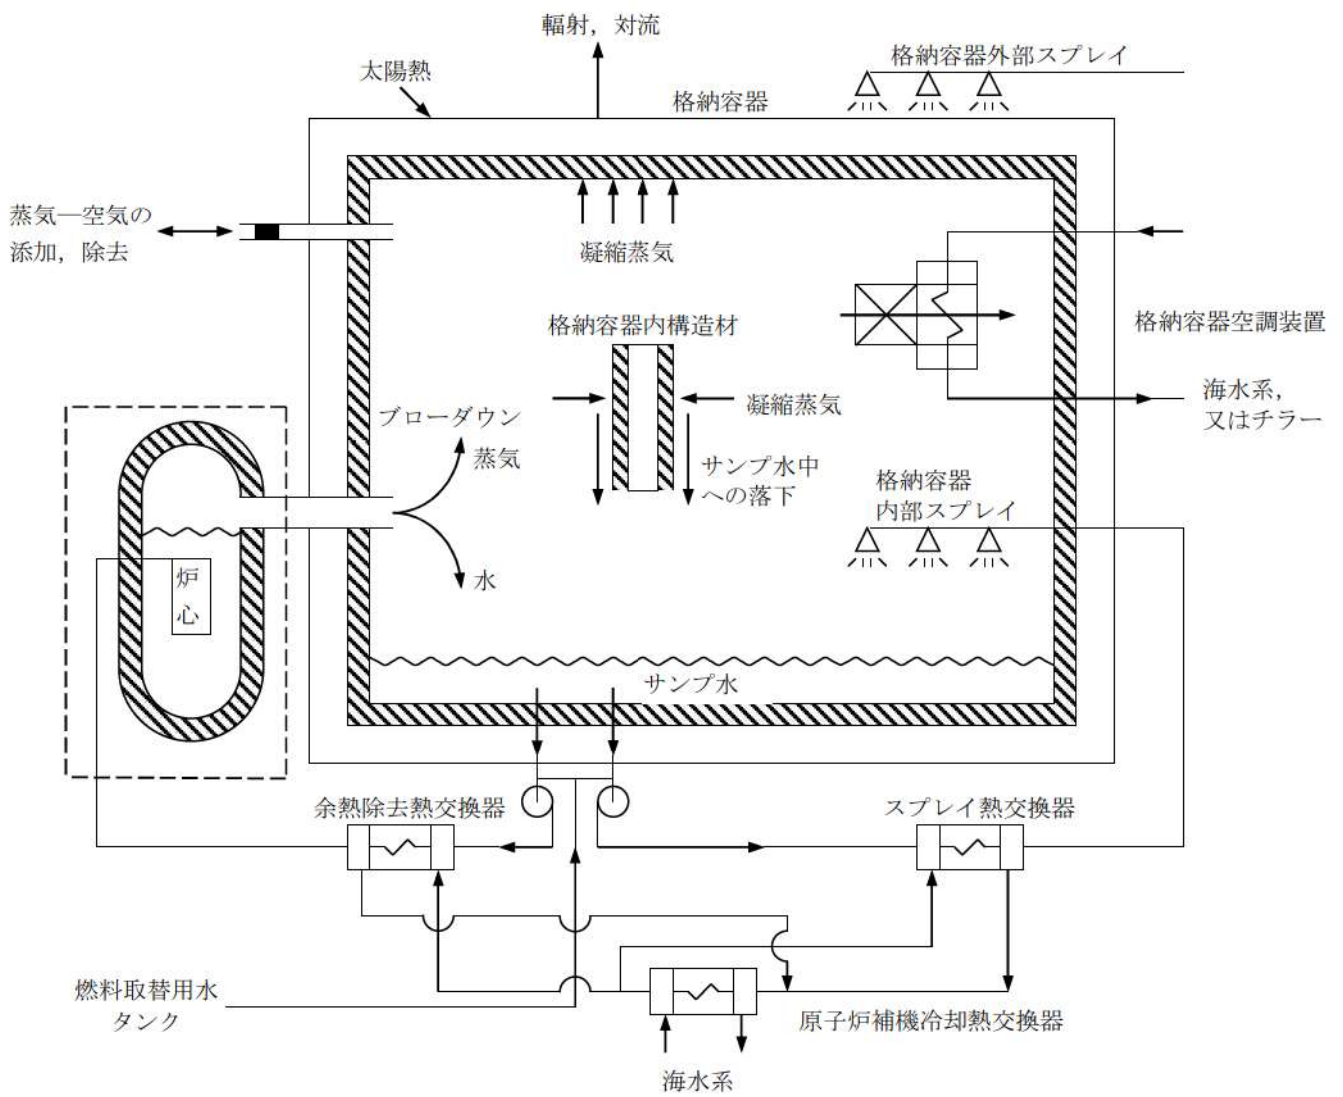 輻射，対流
格納容器外部スプレイ
太陽熱
格納容器
蒸気―空気の
添加，除去
凝縮蒸気
格納容器内構造材
格納容器空調装置
海水系，
又はチラー
凝縮蒸気
ブローダウン
蒸気
サンプ水中
への落下
格納容器
内部スプレイ
炉
心
水
サンプ水
余熱除去熱交換器
スプレイ熱交換器
燃料取替用水
タンク
原子炉補機冷却熱交換器
海水系